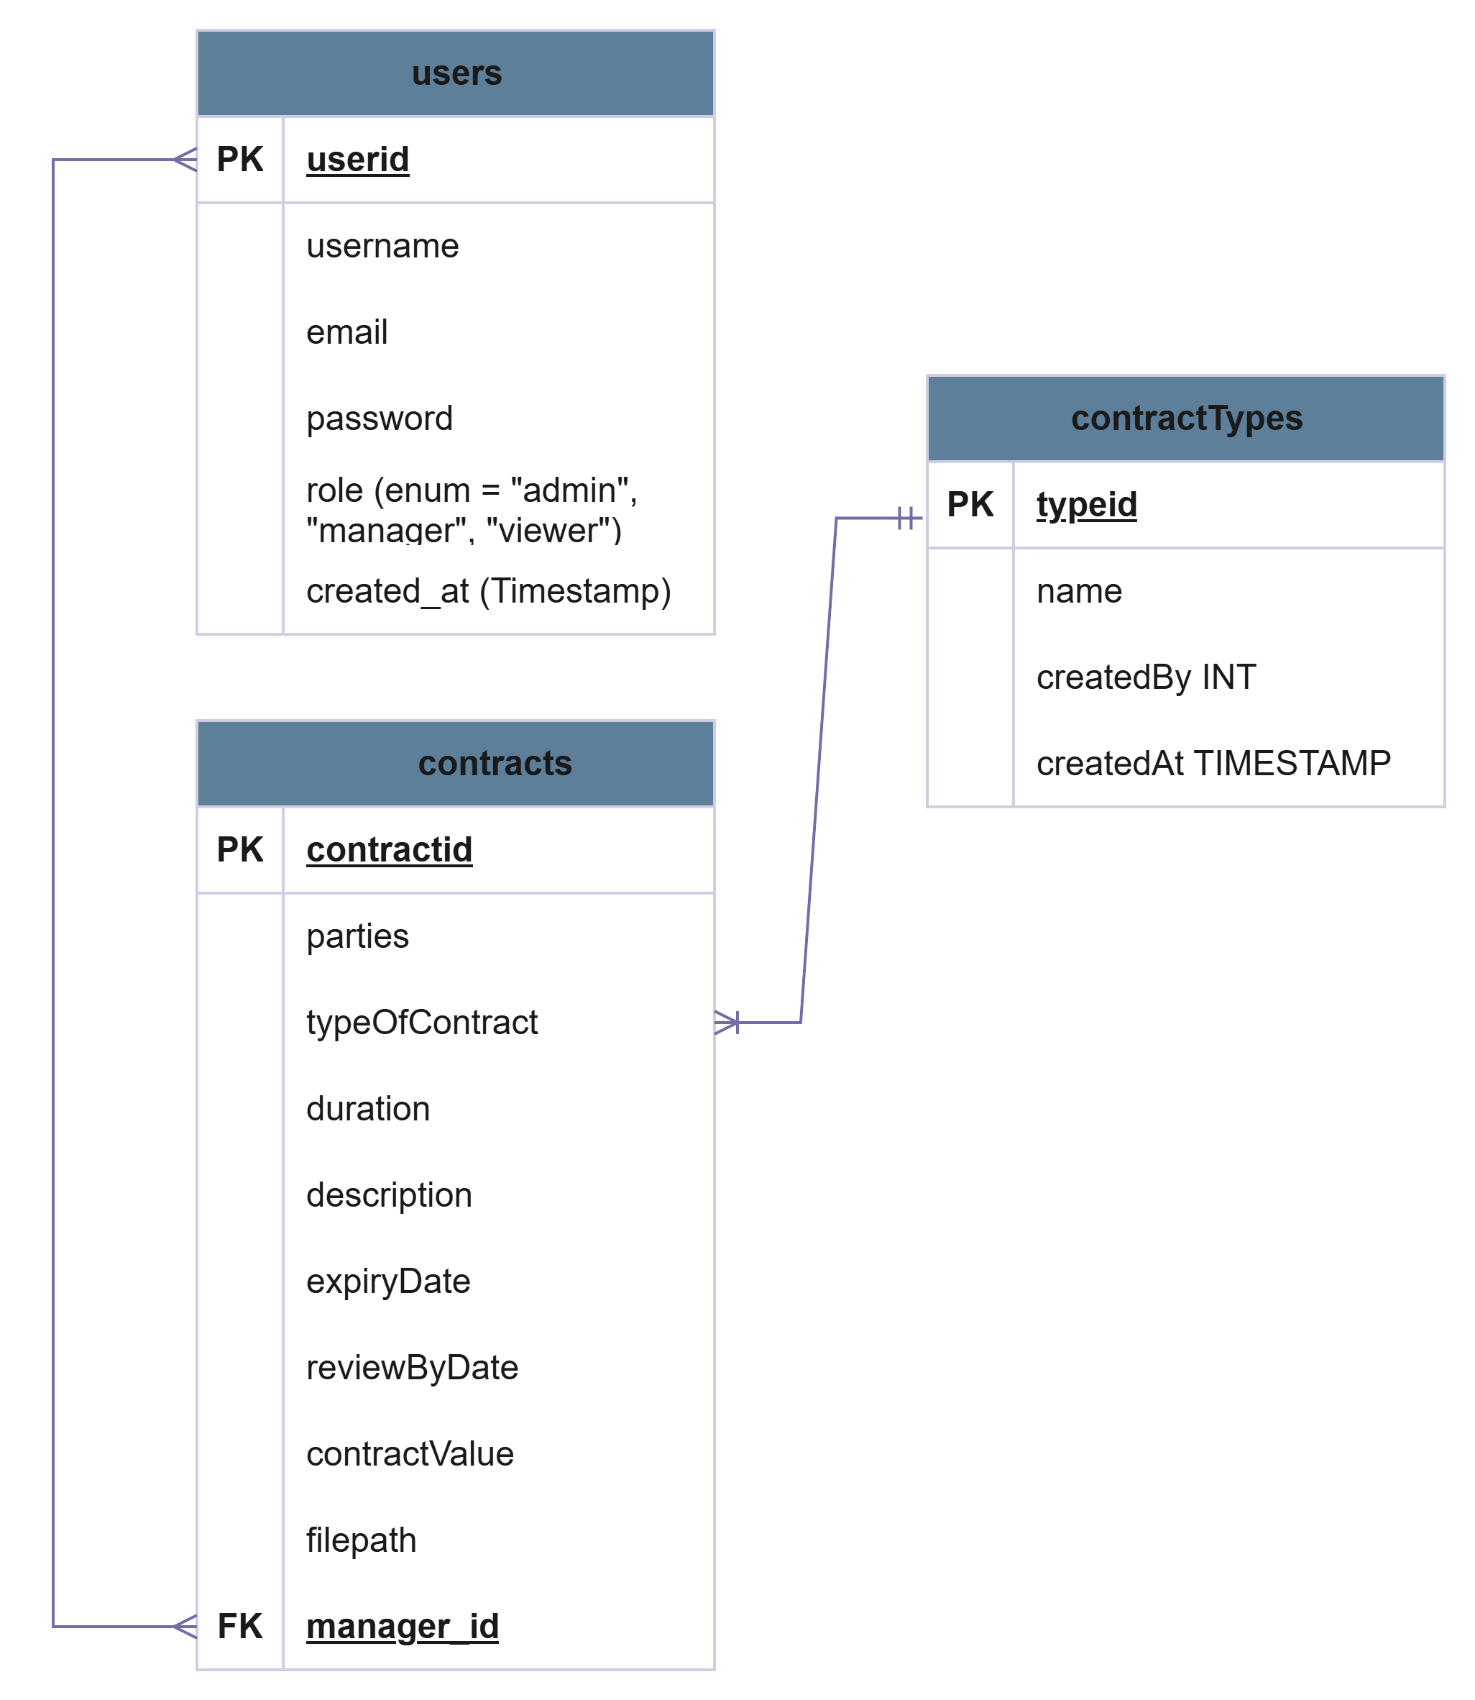 users
PK userid
username
email
password
role (enum = "admin",
"manager", "viewer")
created_at (Timestamp)
contractTypes
PK typeid
name
createdBy INT
createdAt TIMESTAMP
contracts
PK contractid
parties
typeOfContract
duration
description
expiryDate
reviewByDate
contractValue
filepath
FK manager_id